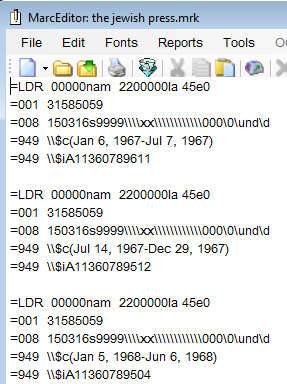 MarcEditor: the jewish press.mrk
File Edit Fonts Reports Tools
=LDR  00000nam  2200000Ia 45e0
=001  31585059
=008  150316s9999\\\\xx\\\\\\\\\\\\000\0\und\d
=949  \\$c(Jan 6, 1967-Jul 7, 1967)
=949  \\$iA11360789611

=LDR  00000nam  2200000Ia 45e0
=001  31585059
=008  150316s9999\\\\xx\\\\\\\\\\\\000\0\und\d
=949  \\$c(Jul 14, 1967-Dec 29, 1967)
=949  \\$iA11360789512

=LDR  00000nam  2200000Ia 45e0
=001  31585059
=008  150316s9999\\\\xx\\\\\\\\\\\\000\0\und\d
=949  \\$c(Jan 5, 1968-Jun 6, 1968)
=949  \\$iA11360789504